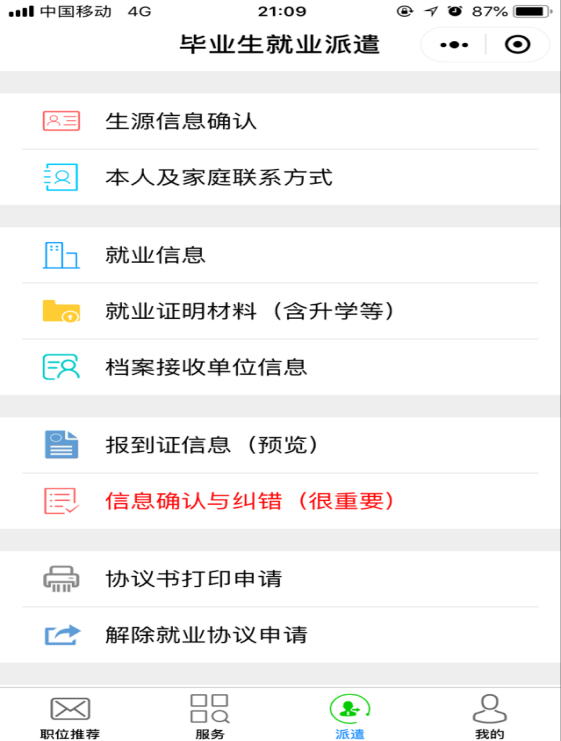 中国移动 4G 21:09 87%
毕业生就业派遣
生源信息确认
本人及家庭联系方式
就业信息
就业证明材料（含升学等）
档案接收单位信息
报到证信息（预览）
信息确认与纠错（很重要）
协议书打印申请
解除就业协议申请
职位推荐 服务 派遣 我的